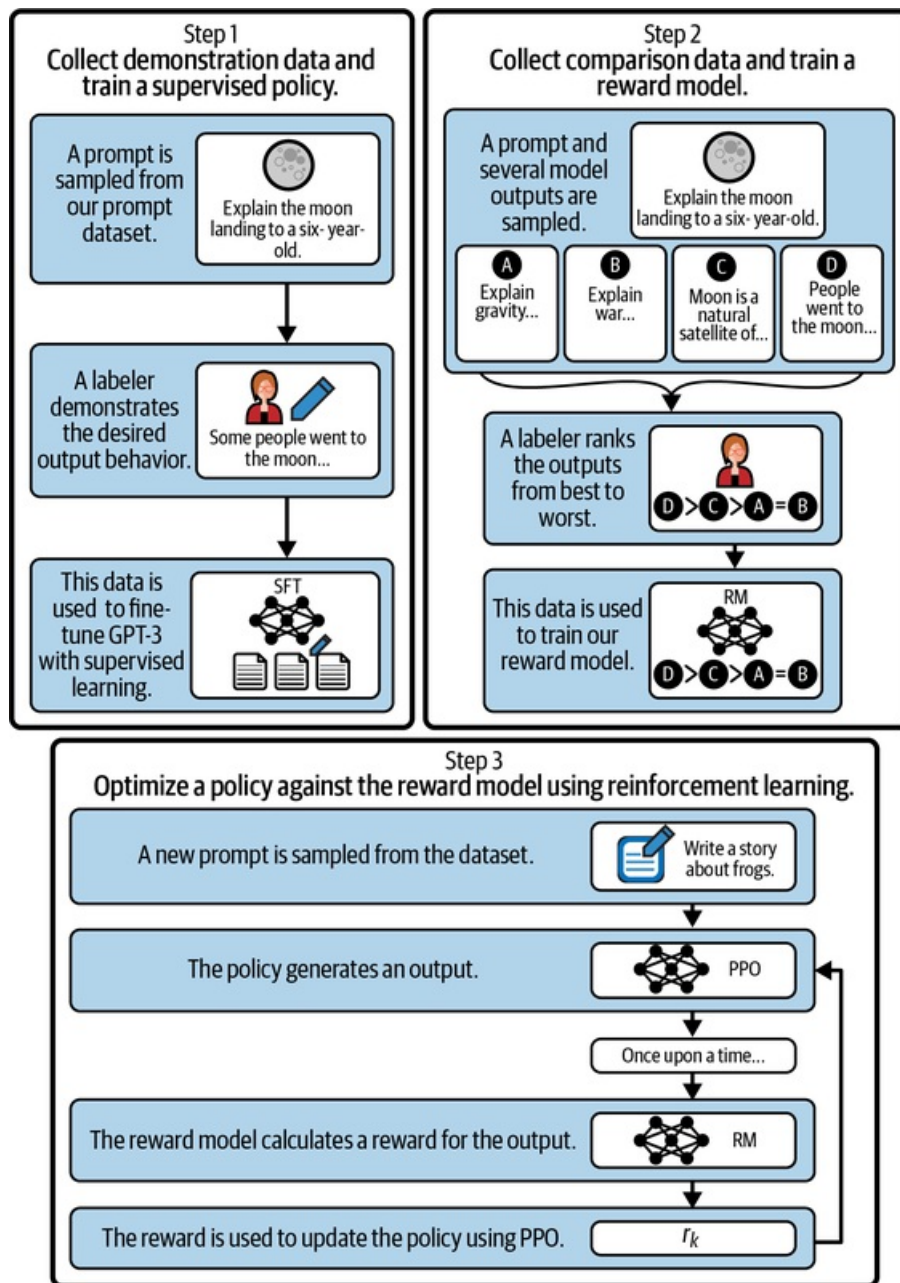 Step 1
Collect demonstration data and
train a supervised policy.
A prompt is
sampled from
our prompt
dataset.
Explain the moon
landing to a six- year-
old.
A labeler
demonstrates
the desired
output behavior.
Some people went to
the moon...
This data is
used to fine-
tune GPT-3
with supervised
learning.
SFT
Step 2
Collect comparison data and train a
reward model.
A prompt and
several model
outputs are
sampled.
Explain the moon
landing to a six-year-old.
A
Explain
gravity...
B
Explain
war...
C
Moon is a
natural
satellite of...
D
People
went to
the moon...
A labeler ranks
the outputs
from best to
worst.
D > C > A = B
This data is used
to train our
reward model.
RM
D > C > A = B
Step 3
Optimize a policy against the reward model using reinforcement learning.
A new prompt is sampled from the dataset.
Write a story
about frogs.
The policy generates an output.
PPO
Once upon a time...
The reward model calculates a reward for the output.
RM
The reward is used to update the policy using PPO.
rₖ